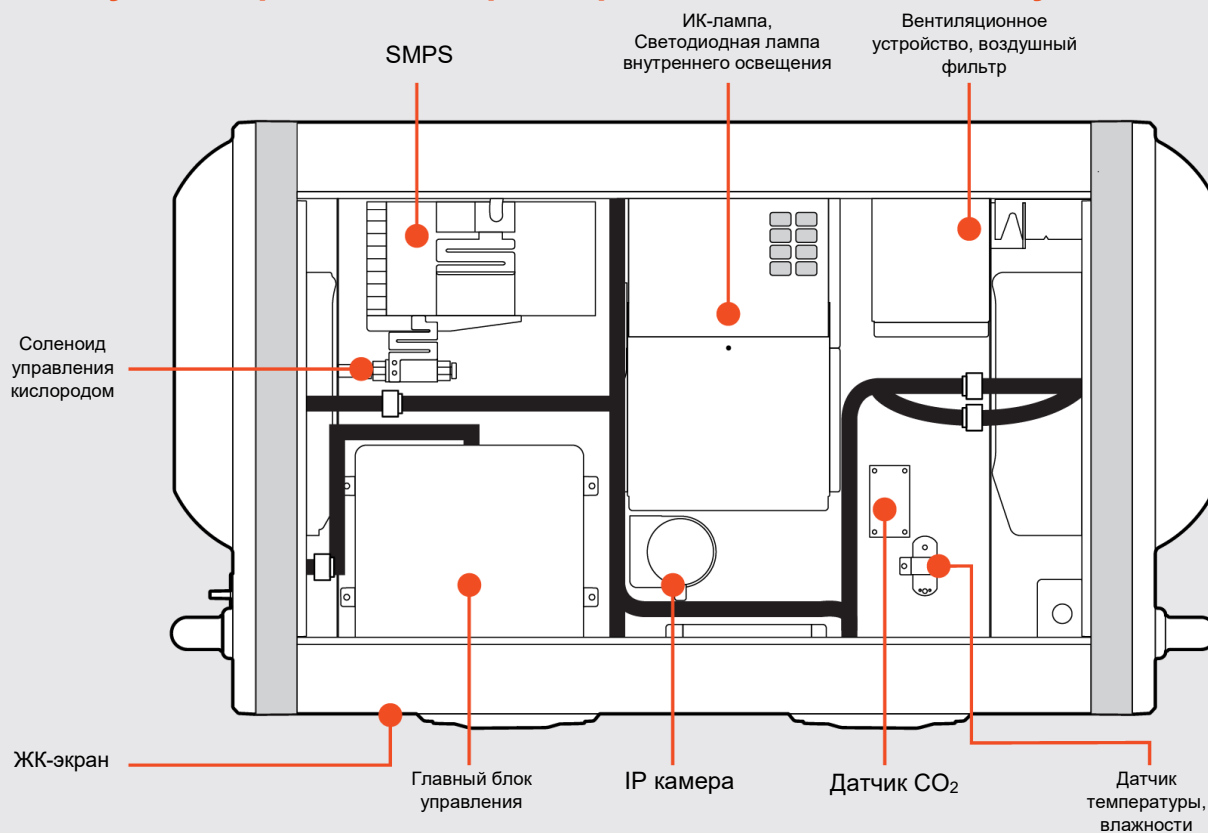 SMPS
ИК-лампа,
Светодиодная лампа
внутреннего освещения
Вентиляционное
устройство, воздушный
фильтр
Соленоид
управления
кислородом
ЖК-экран
Главный блок
управления
IP камера
Датчик CO₂
Датчик
температуры,
влажности